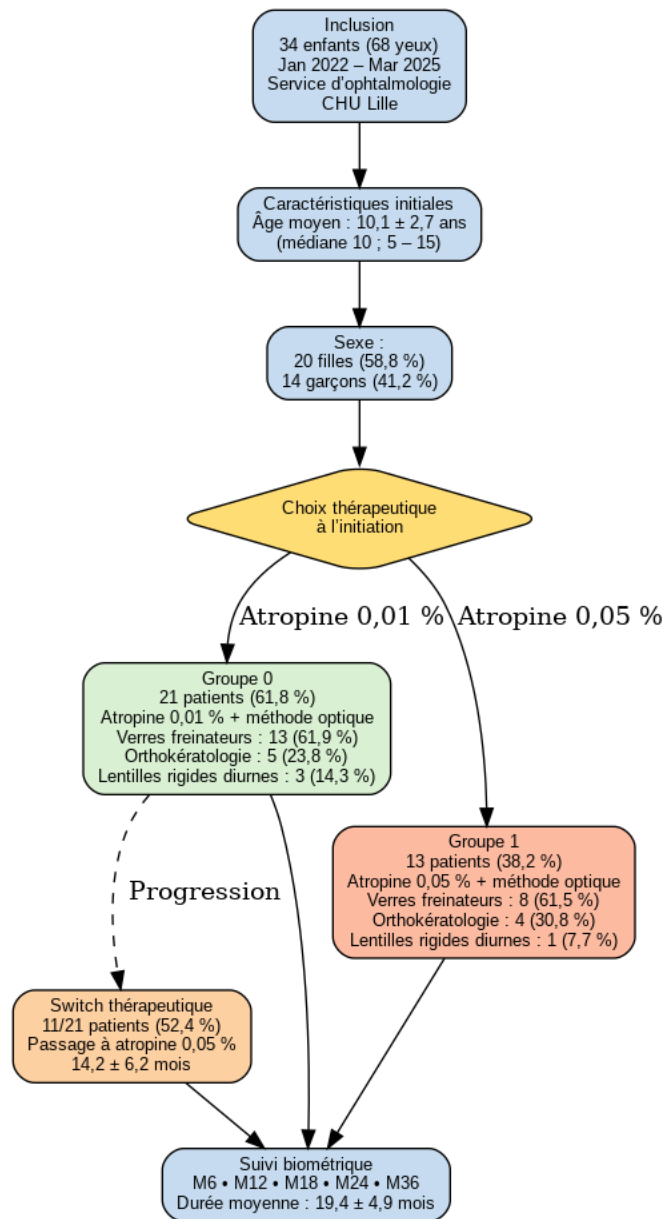 Inclusion
34 enfants (68 yeux)
Jan 2022 – Mar 2025
Service d’ophtalmologie
CHU Lille
Caractéristiques initiales
Âge moyen : 10,1 ± 2,7 ans
(médiane 10 ; 5 – 15)
Sexe :
20 filles (58,8 %)
14 garçons (41,2 %)
Choix thérapeutique
à l’initiation
Atropine 0,01 %
Atropine 0,05 %
Groupe 0
21 patients (61,8 %)
Atropine 0,01 % + méthode optique
Verres freinateurs : 13 (61,9 %)
Orthokératologie : 5 (23,8 %)
Lentilles rigides diurnes : 3 (14,3 %)
Groupe 1
13 patients (38,2 %)
Atropine 0,05 % + méthode optique
Verres freinateurs : 8 (61,5 %)
Orthokératologie : 4 (30,8 %)
Lentilles rigides diurnes : 1 (7,7 %)
Progression
Switch thérapeutique
11/21 patients (52,4 %)
Passage à atropine 0,05 %
14,2 ± 6,2 mois
Suivi biométrique
M6 • M12 • M18 • M24 • M36
Durée moyenne : 19,4 ± 4,9 mois